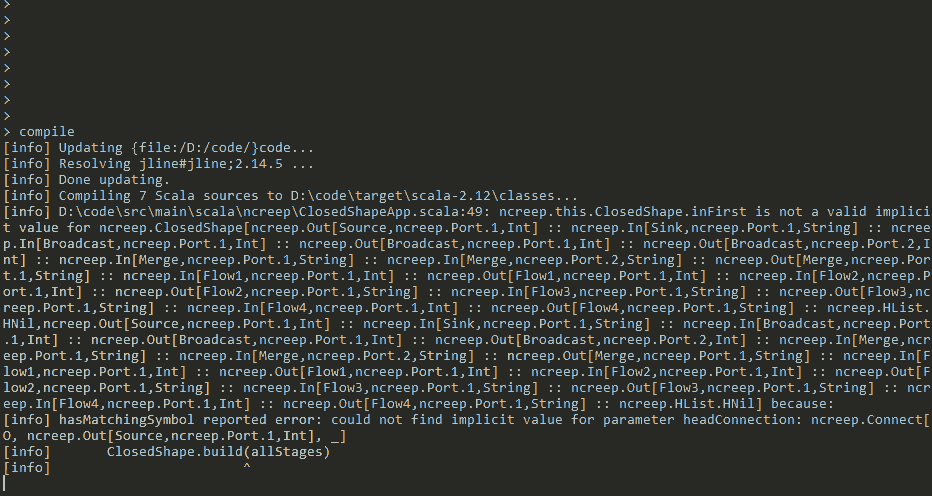 >
>
>
>
>
>
>
>
> compile
[info] Updating {file:/D:/code/}code...
[info] Resolving jline#jline;2.14.5 ...
[info] Done updating.
[info] Compiling 7 Scala sources to D:\code\target\scala-2.12\classes...
[info] D:\code\src\main\scala\ncreep\ClosedShapeApp.scala:49: ncreep.this.ClosedShape.inFirst is not a valid implici
t value for ncreep.ClosedShape[ncreep.Out[Source,ncreep.Port.1,Int] :: ncreep.In[Sink,ncreep.Port.1,String] :: ncree
p.In[Broadcast,ncreep.Port.1,Int] :: ncreep.Out[Broadcast,ncreep.Port.1,Int] :: ncreep.Out[Broadcast,ncreep.Port.2,I
nt] :: ncreep.In[Merge,ncreep.Port.1,String] :: ncreep.In[Merge,ncreep.Port.2,String] :: ncreep.Out[Merge,ncreep.Por
t.1,String] :: ncreep.In[Flow1,ncreep.Port.1,Int] :: ncreep.Out[Flow1,ncreep.Port.1,Int] :: ncreep.In[Flow2,ncreep.P
ort.1,Int] :: ncreep.Out[Flow2,ncreep.Port.1,String] :: ncreep.In[Flow3,ncreep.Port.1,String] :: ncreep.Out[Flow3,nc
reep.Port.1,String] :: ncreep.In[Flow4,ncreep.Port.1,Int] :: ncreep.Out[Flow4,ncreep.Port.1,String] :: ncreep.HList.
HNil,ncreep.Out[Source,ncreep.Port.1,Int] :: ncreep.In[Sink,ncreep.Port.1,String] :: ncreep.In[Broadcast,ncreep.Port
.1,Int] :: ncreep.Out[Broadcast,ncreep.Port.1,Int] :: ncreep.Out[Broadcast,ncreep.Port.2,Int] :: ncreep.In[Merge,ncr
eep.Port.1,String] :: ncreep.In[Merge,ncreep.Port.2,String] :: ncreep.Out[Merge,ncreep.Port.1,String] :: ncreep.In[F
low1,ncreep.Port.1,Int] :: ncreep.Out[Flow1,ncreep.Port.1,Int] :: ncreep.In[Flow2,ncreep.Port.1,Int] :: ncreep.Out[F
low2,ncreep.Port.1,String] :: ncreep.In[Flow3,ncreep.Port.1,String] :: ncreep.Out[Flow3,ncreep.Port.1,String] :: ncr
eep.In[Flow4,ncreep.Port.1,Int] :: ncreep.Out[Flow4,ncreep.Port.1,String] :: ncreep.HList.HNil] because:
[info] hasMatchingSymbol reported error: could not find implicit value for parameter headConnection: ncreep.Connect[
O, ncreep.Out[Source,ncreep.Port.1,Int], _]
[info]       ClosedShape.build(allStages)
[info]                        ^